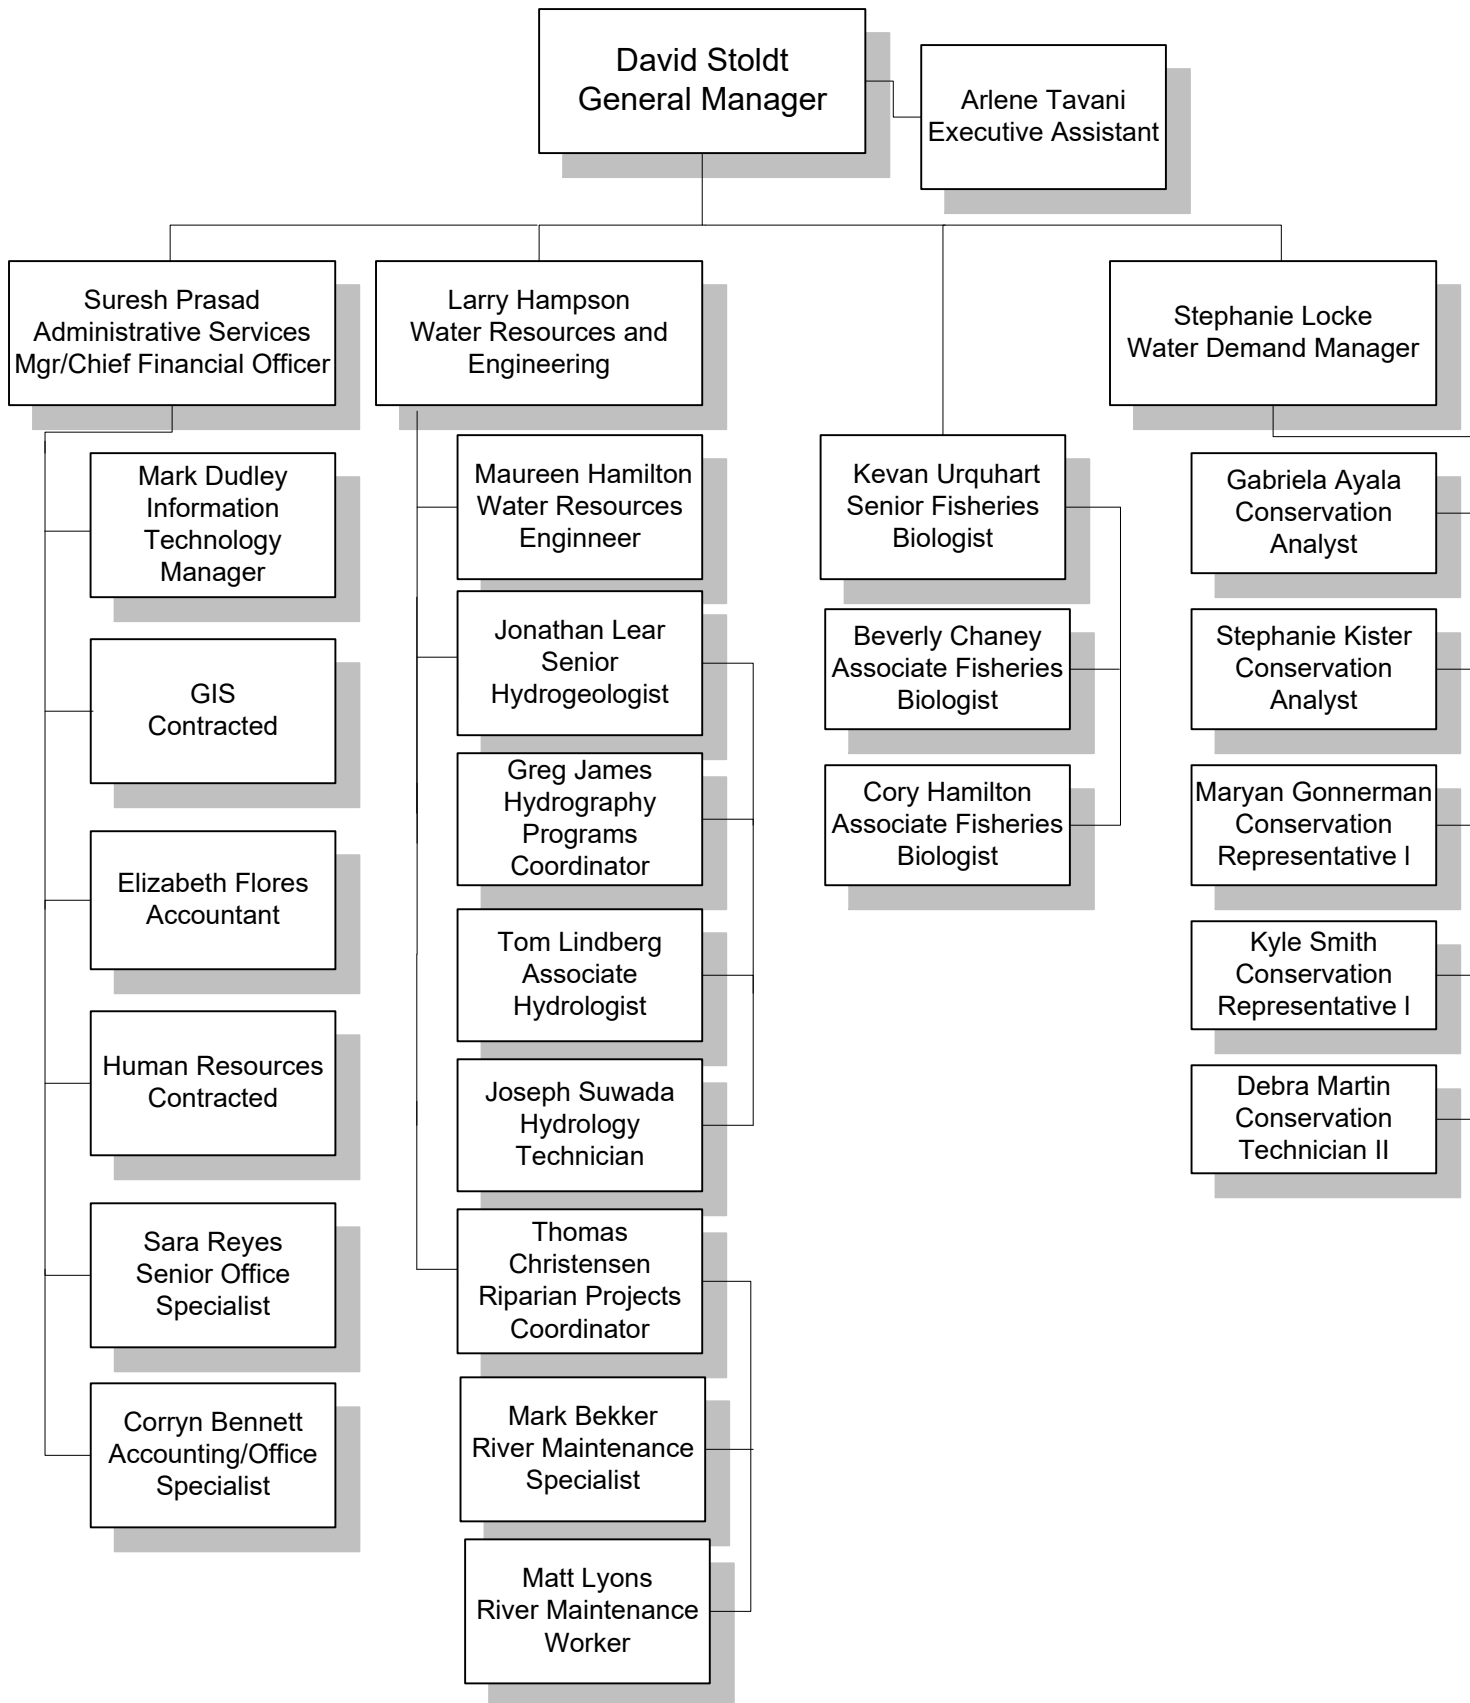 David Stoldt
General Manager
Arlene Tavani
Executive Assistant
Suresh Prasad
Administrative Services
Mgr/Chief Financial Officer
Mark Dudley
Information
Technology
Manager
GIS
Contracted
Elizabeth Flores
Accountant
Human Resources
Contracted
Sara Reyes
Senior Office
Specialist
Corryn Bennett
Accounting/Office
Specialist
Larry Hampson
Water Resources and
Engineering
Maureen Hamilton
Water Resources
Enginneer
Jonathan Lear
Senior
Hydrogeologist
Greg James
Hydrography
Programs
Coordinator
Tom Lindberg
Associate
Hydrologist
Joseph Suwada
Hydrology
Technician
Thomas
Christensen
Riparian Projects
Coordinator
Mark Bekker
River Maintenance
Specialist
Matt Lyons
River Maintenance
Worker
Kevan Urquhart
Senior Fisheries
Biologist
Beverly Chaney
Associate Fisheries
Biologist
Cory Hamilton
Associate Fisheries
Biologist
Stephanie Locke
Water Demand Manager
Gabriela Ayala
Conservation
Analyst
Stephanie Kister
Conservation
Analyst
Maryan Gonnerman
Conservation
Representative I
Kyle Smith
Conservation
Representative I
Debra Martin
Conservation
Technician II